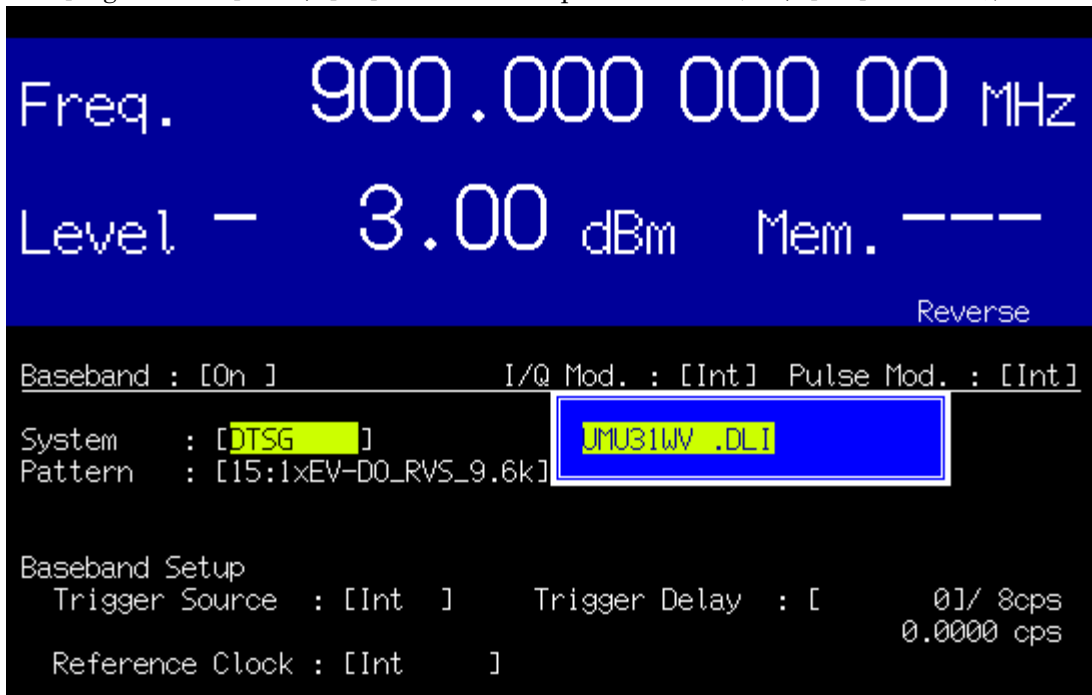 Freq. 900.000 000 00 MHz
Level - 3.00 dBm Mem. ---
Reverse
Baseband : [On ] I/Q Mod. : [Int] Pulse Mod. : [Int]
System : [DTSG ] UMU31WV .DLI
Pattern : [15:1xEV-DO_RVS_9.6k]
Baseband Setup
Trigger Source : [Int ] Trigger Delay : [ 0]/ 8cps
0.0000 cps
Reference Clock : [Int ]